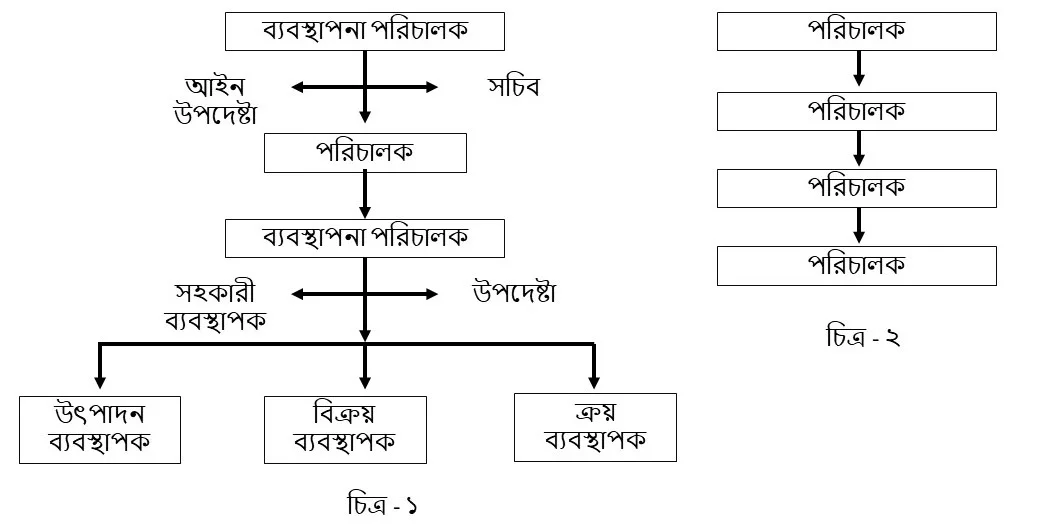 ব্যবস্থাপনা পরিচালক
আইন
উপদেষ্টা
সচিব
পরিচালক
ব্যবস্থাপনা পরিচালক
সহকারী
ব্যবস্থাপক
উপদেষ্টা
উৎপাদন
ব্যবস্থাপক
বিক্রয়
ব্যবস্থাপক
ক্রয়
ব্যবস্থাপক
চিত্র - ১
পরিচালক
পরিচালক
পরিচালক
পরিচালক
চিত্র - ২